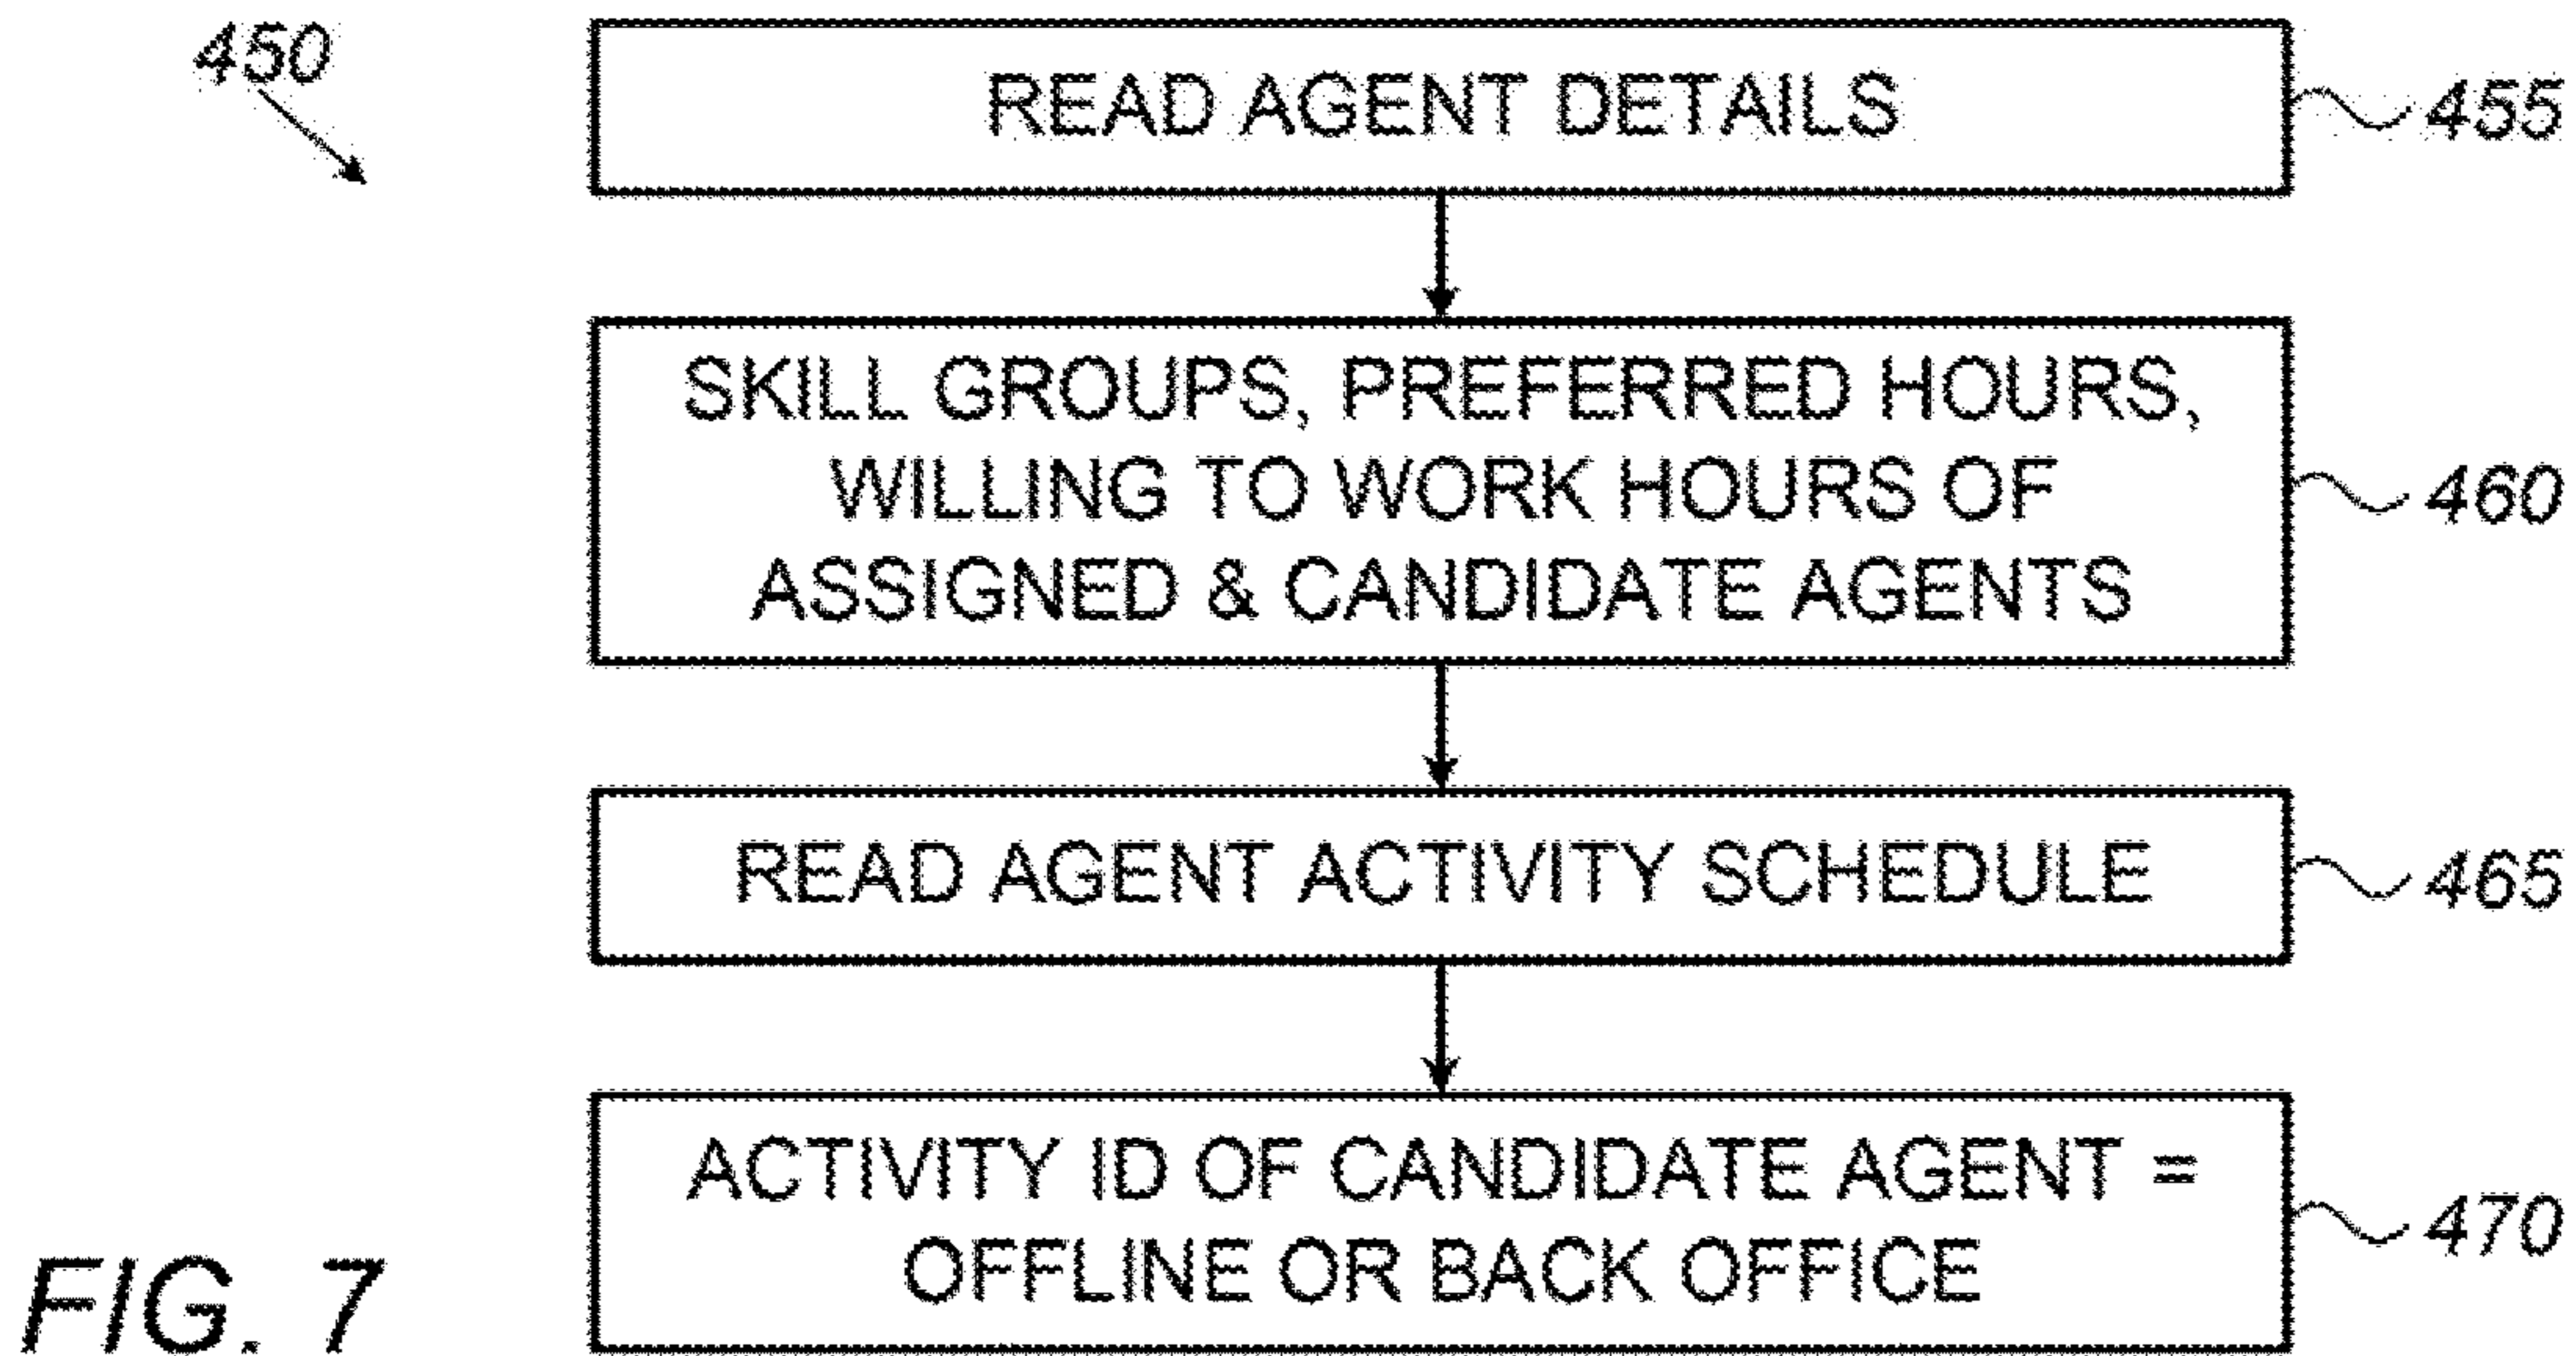 450
READ AGENT DETAILS
455
SKILL GROUPS, PREFERRED HOURS,
WILLING TO WORK HOURS OF
ASSIGNED & CANDIDATE AGENTS
460
READ AGENT ACTIVITY SCHEDULE
465
ACTIVITY ID OF CANDIDATE AGENT =
OFFLINE OR BACK OFFICE
470
FIG. 7